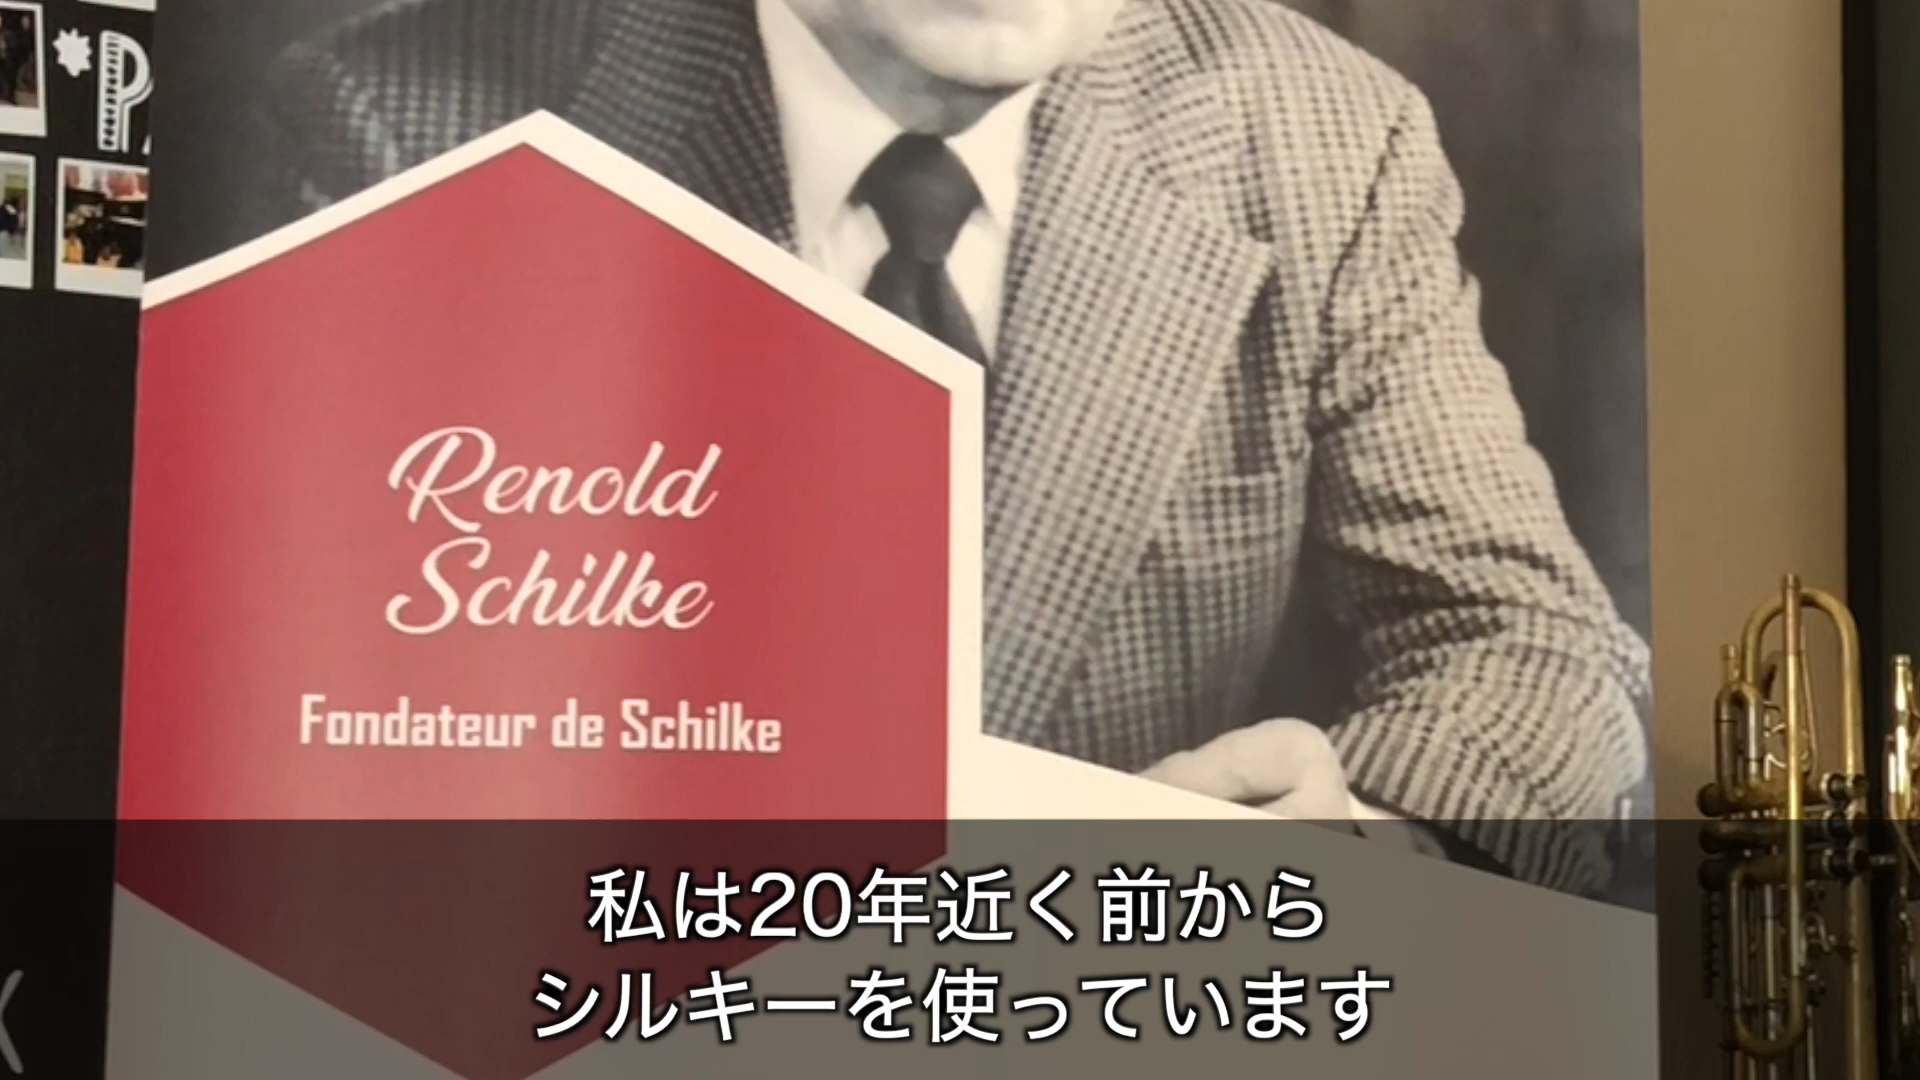 *P
Renold
Schilke
Fondateur de Schilke
私は20年近く前から
シルキーを使っています